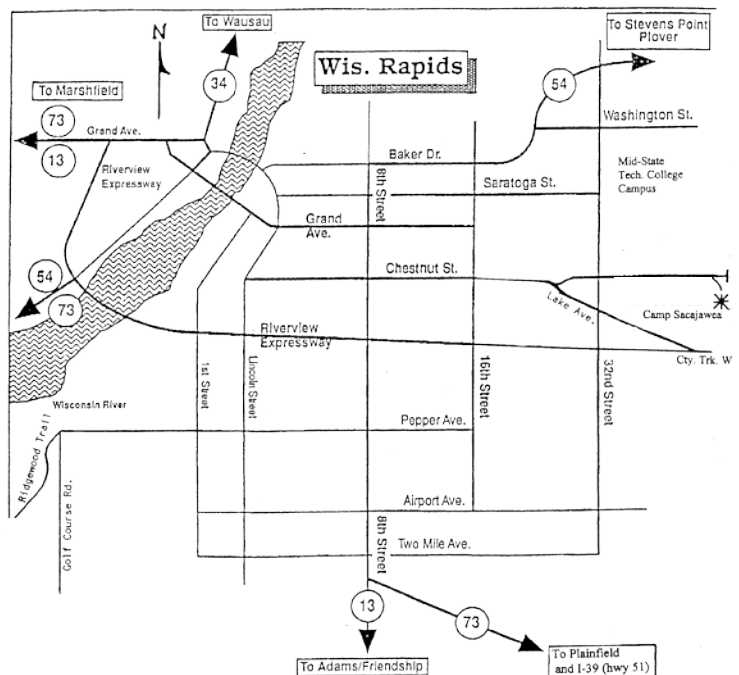 To Wausau
N
To Stevens Point
Plover
Wis. Rapids
34
To Marshfield
54
73
Grand Ave.
Washington St.
13
Baker Dr.
Riverview
Expressway
Mid-State
Tech. College
Campus
8th Street
Saratoga St.
Grand
Ave.
Chestnut St.
54
Lake Ave.
73
Camp Sacajawea
Riverview
Expressway
Cty. Trk. W
1st Street
Lincoln Street
16th Street
32nd Street
Wisconsin River
Pepper Ave.
Ridgewood Trail
Golf Course Rd.
Airport Ave.
8th Street
Two Mile Ave.
13
73
To Plainfield
and I-39 (hwy 51)
To Adams/Friendship